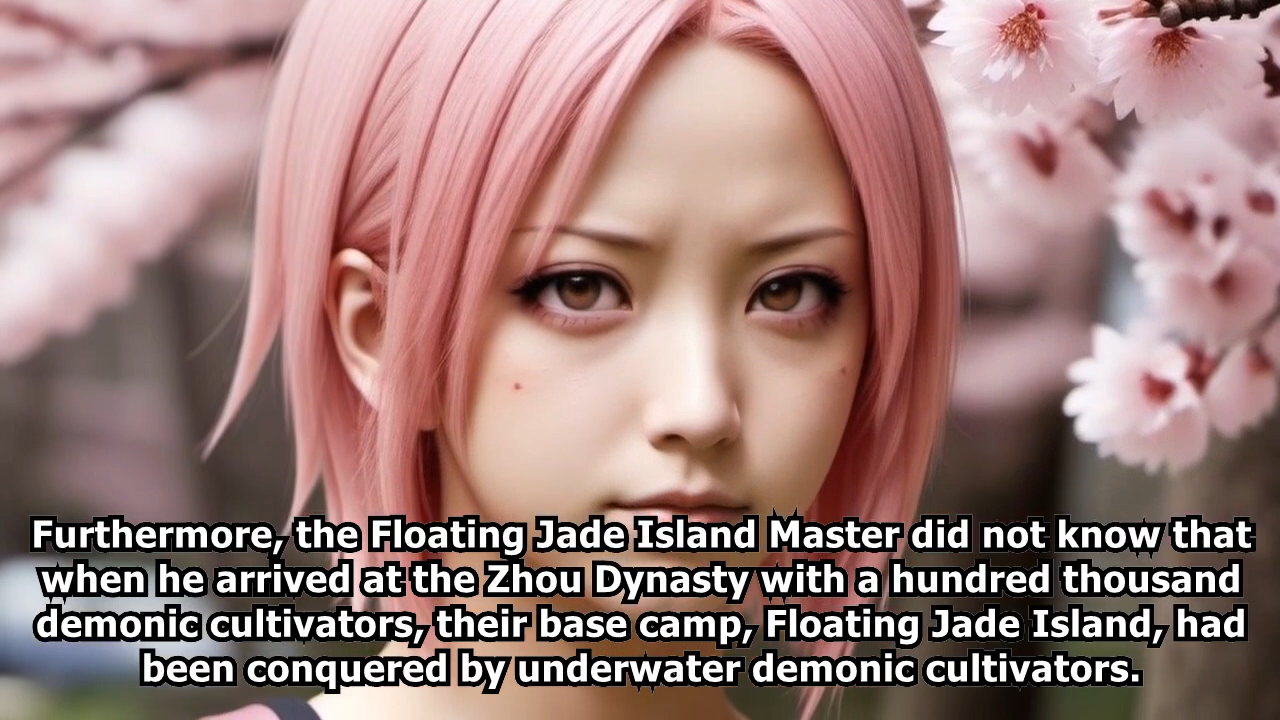 Furthermore, the Floating Jade Island Master did not know that
when he arrived at the Zhou Dynasty with a hundred thousand
demonic cultivators, their base camp, Floating Jade Island, had
been conquered by underwater demonic cultivators.